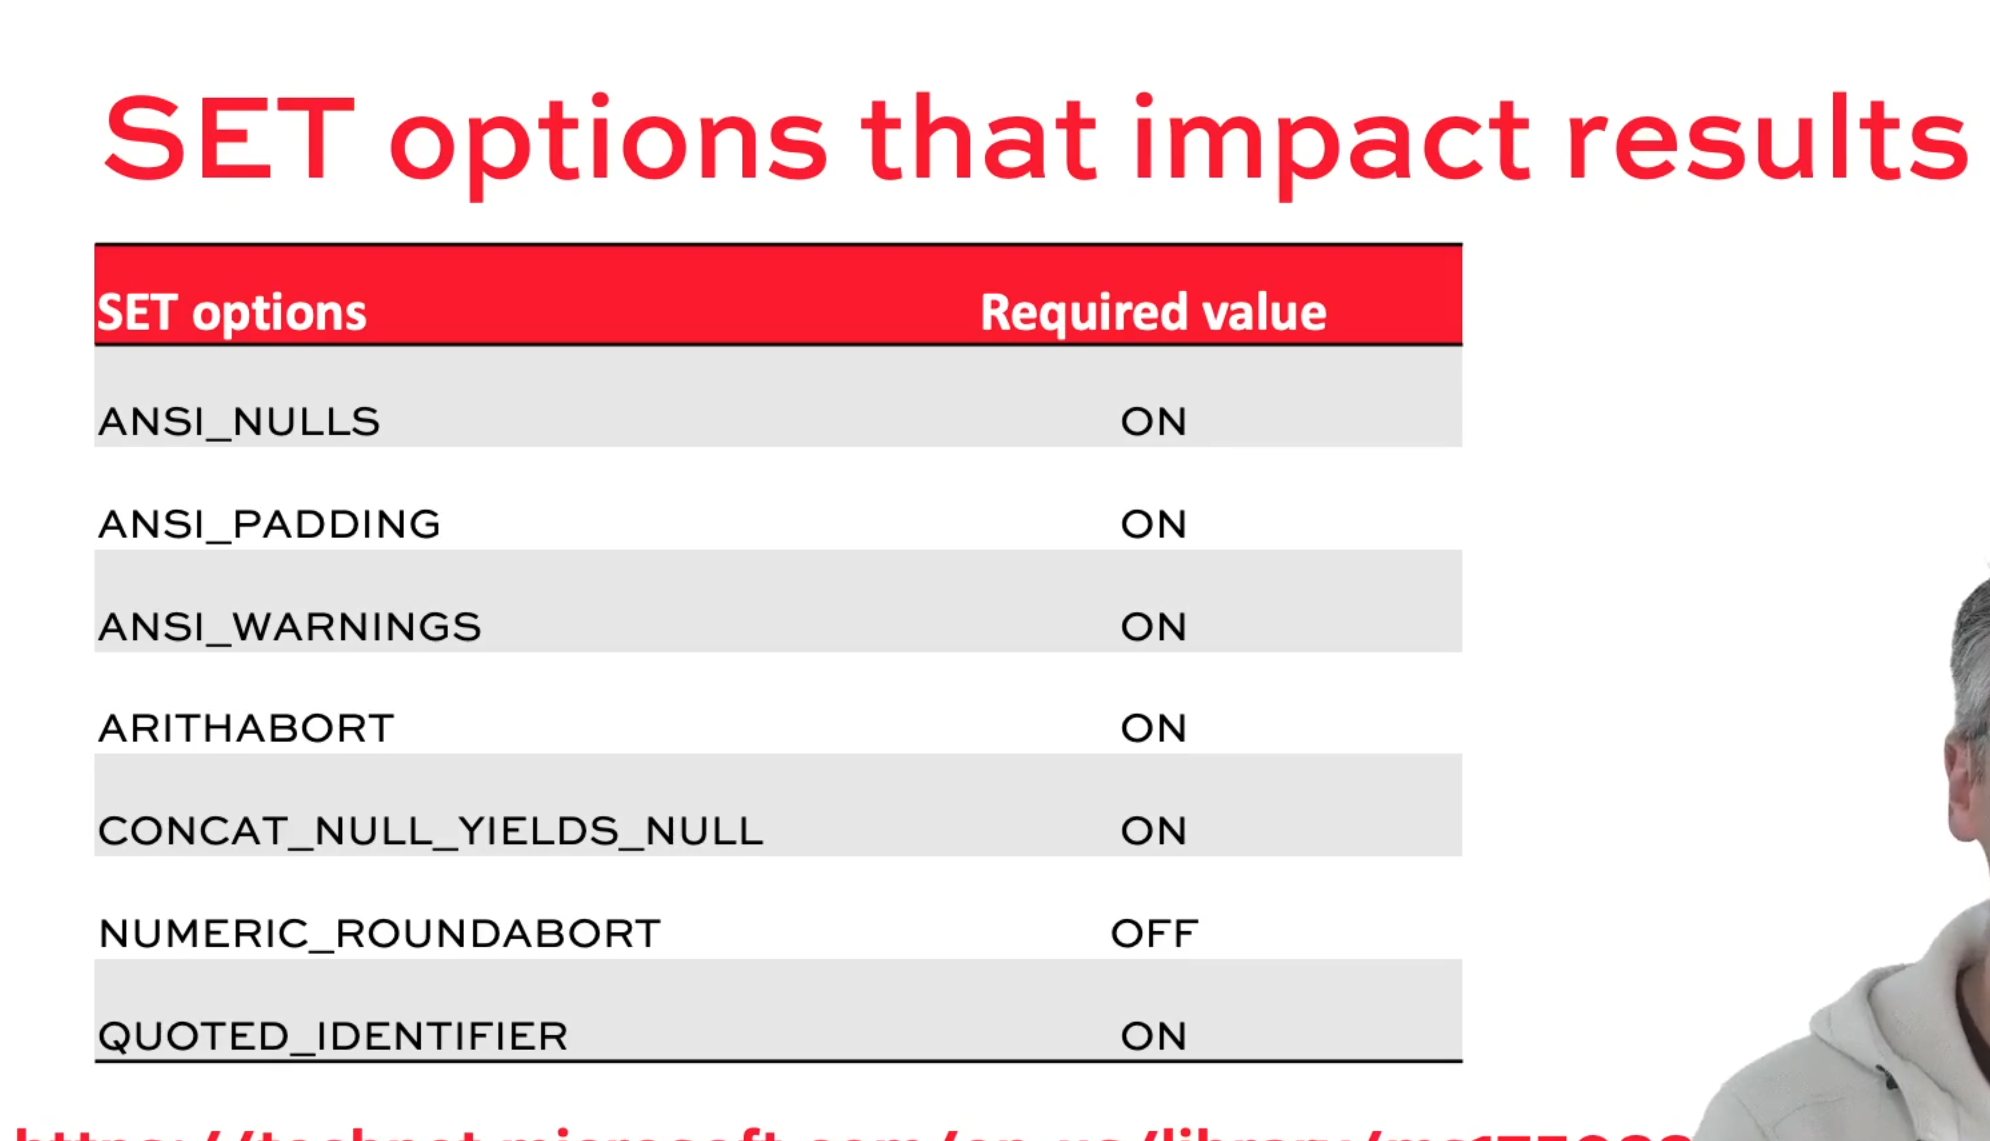 SET options that impact results
SET options Required value
ANSI_NULLS ON
ANSI_PADDING ON
ANSI_WARNINGS ON
ARITHABORT ON
CONCAT_NULL_YIELDS_NULL ON
NUMERIC_ROUNDABORT OFF
QUOTED_IDENTIFIER ON